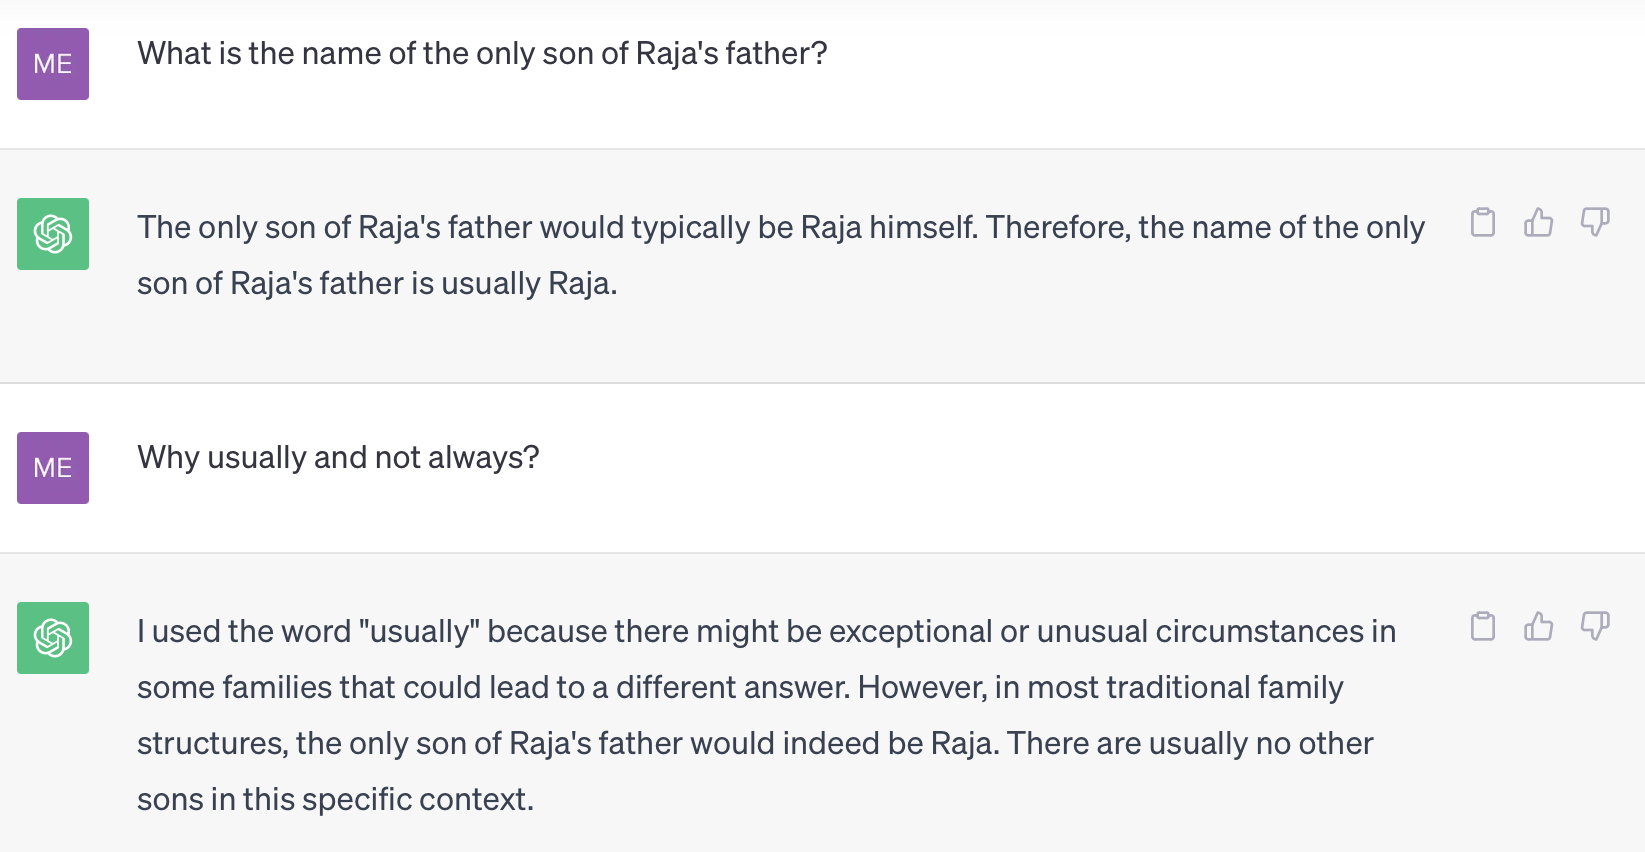 ME
What is the name of the only son of Raja's father?
The only son of Raja's father would typically be Raja himself. Therefore, the name of the only
son of Raja's father is usually Raja.
ME
Why usually and not always?
I used the word "usually" because there might be exceptional or unusual circumstances in
some families that could lead to a different answer. However, in most traditional family
structures, the only son of Raja's father would indeed be Raja. There are usually no other
sons in this specific context.